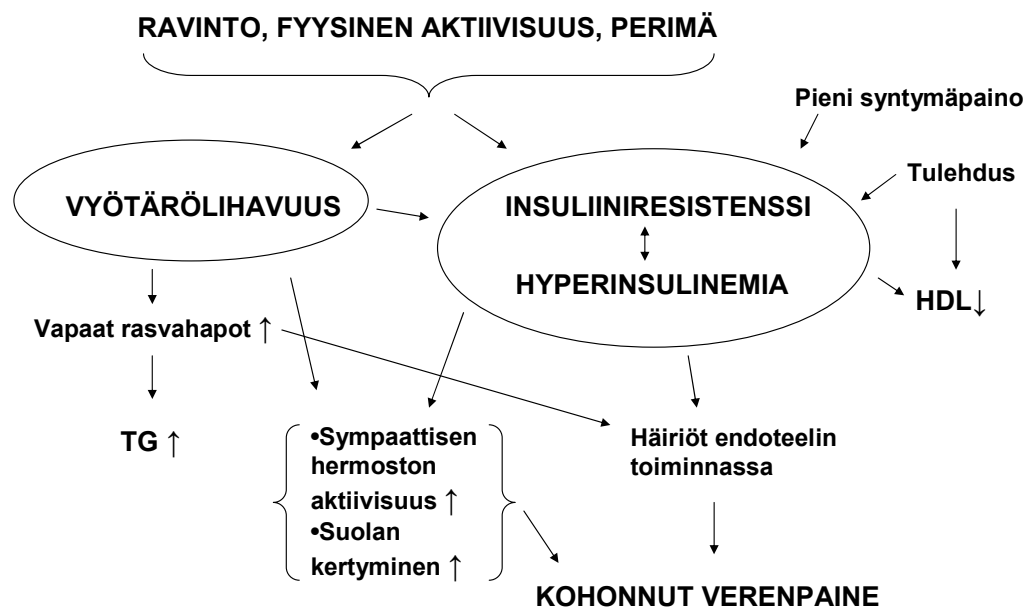 RAVINTO, FYYSINEN AKTIIVISUUS, PERIMÄ
Pieni syntymäpaino
Tulehdus
VYÖTÄRÖLIHAVUUS
INSULIINIRESISTENSSI
HYPERINSULINEMIA
HDL↓
Vapaat rasvahapot ↑
TG ↑
•Sympaattisen
hermoston
aktiivisuus ↑
•Suolan
kertyminen ↑
Häiriöt endoteelin
toiminnassa
KOHONNUT VERENPAINE